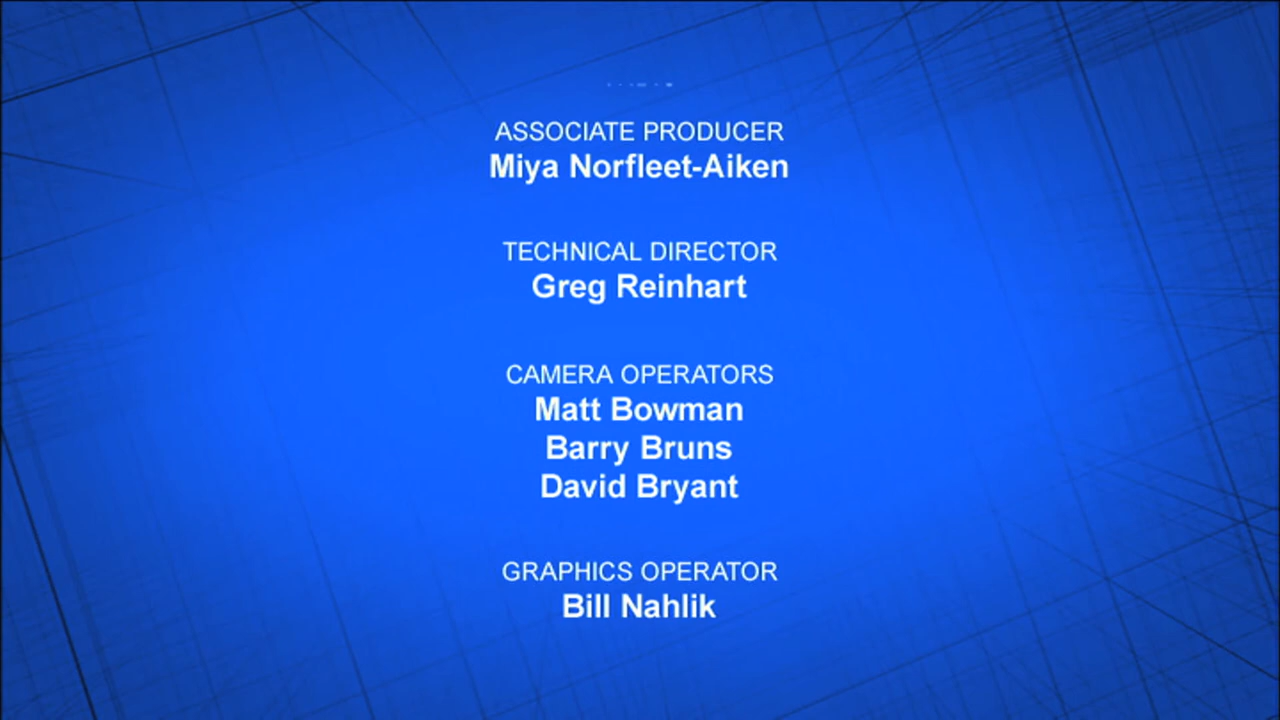 ASSOCIATE PRODUCER
Miya Norfleet-Aiken
TECHNICAL DIRECTOR
Greg Reinhart
CAMERA OPERATORS
Matt Bowman
Barry Bruns
David Bryant
GRAPHICS OPERATOR
Bill Nahlik